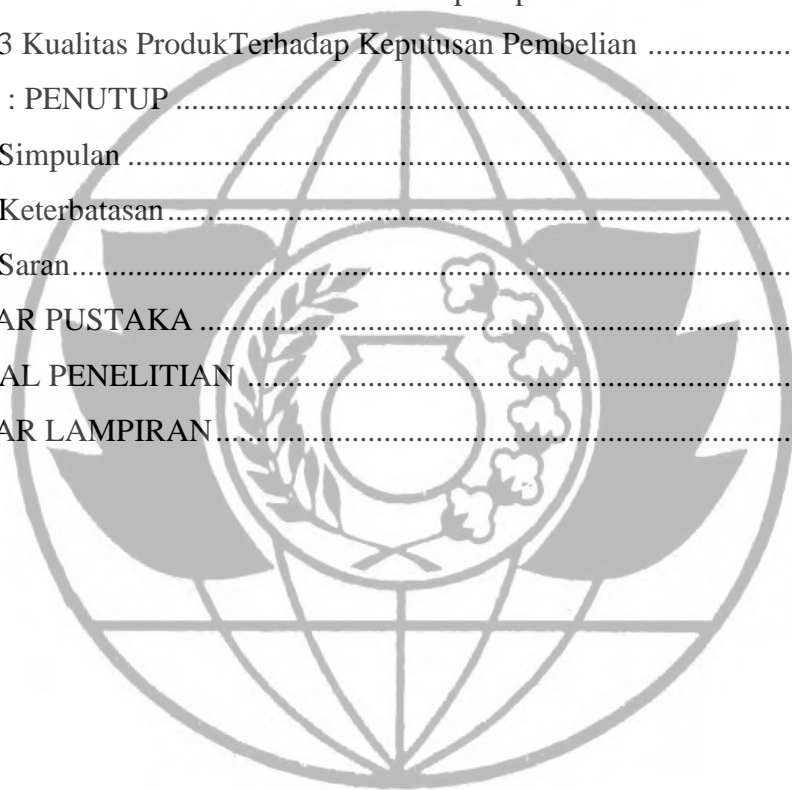 3 Kualitas ProdukTerhadap Keputusan Pembelian ....................
: PENUTUP ....................................................................................
Simpulan ............................................................................................
Keterbatasan......................................................................................
Saran...................................................................................................
AR PUSTAKA ................................................................................
AL PENELITIAN ..........................................................................
AR LAMPIRAN..............................................................................